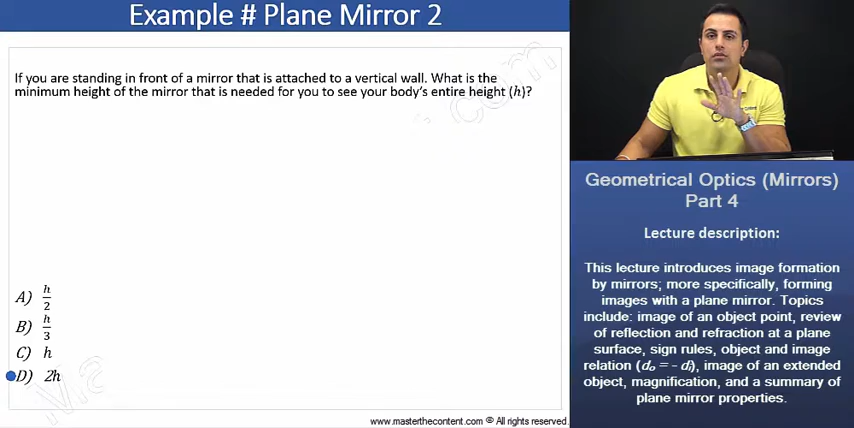 Example # Plane Mirror 2
If you are standing in front of a mirror that is attached to a vertical wall. What is the
minimum height of the mirror that is needed for you to see your body's entire height (h)?
A) h/2
B) h/3
C) h
D) 2h
www.masterthecontent.com ® All rights reserved
Geometrical Optics (Mirrors)
Part 4
Lecture description:
This lecture introduces image formation
by mirrors; more specifically, forming
images with a plane mirror. Topics
include: image of an object point, review
of reflection and refraction at a plane
surface, sign rules, object and image
relation (dₒ = - dᵢ), image of an extended
object, magnification, and a summary of
plane mirror properties.